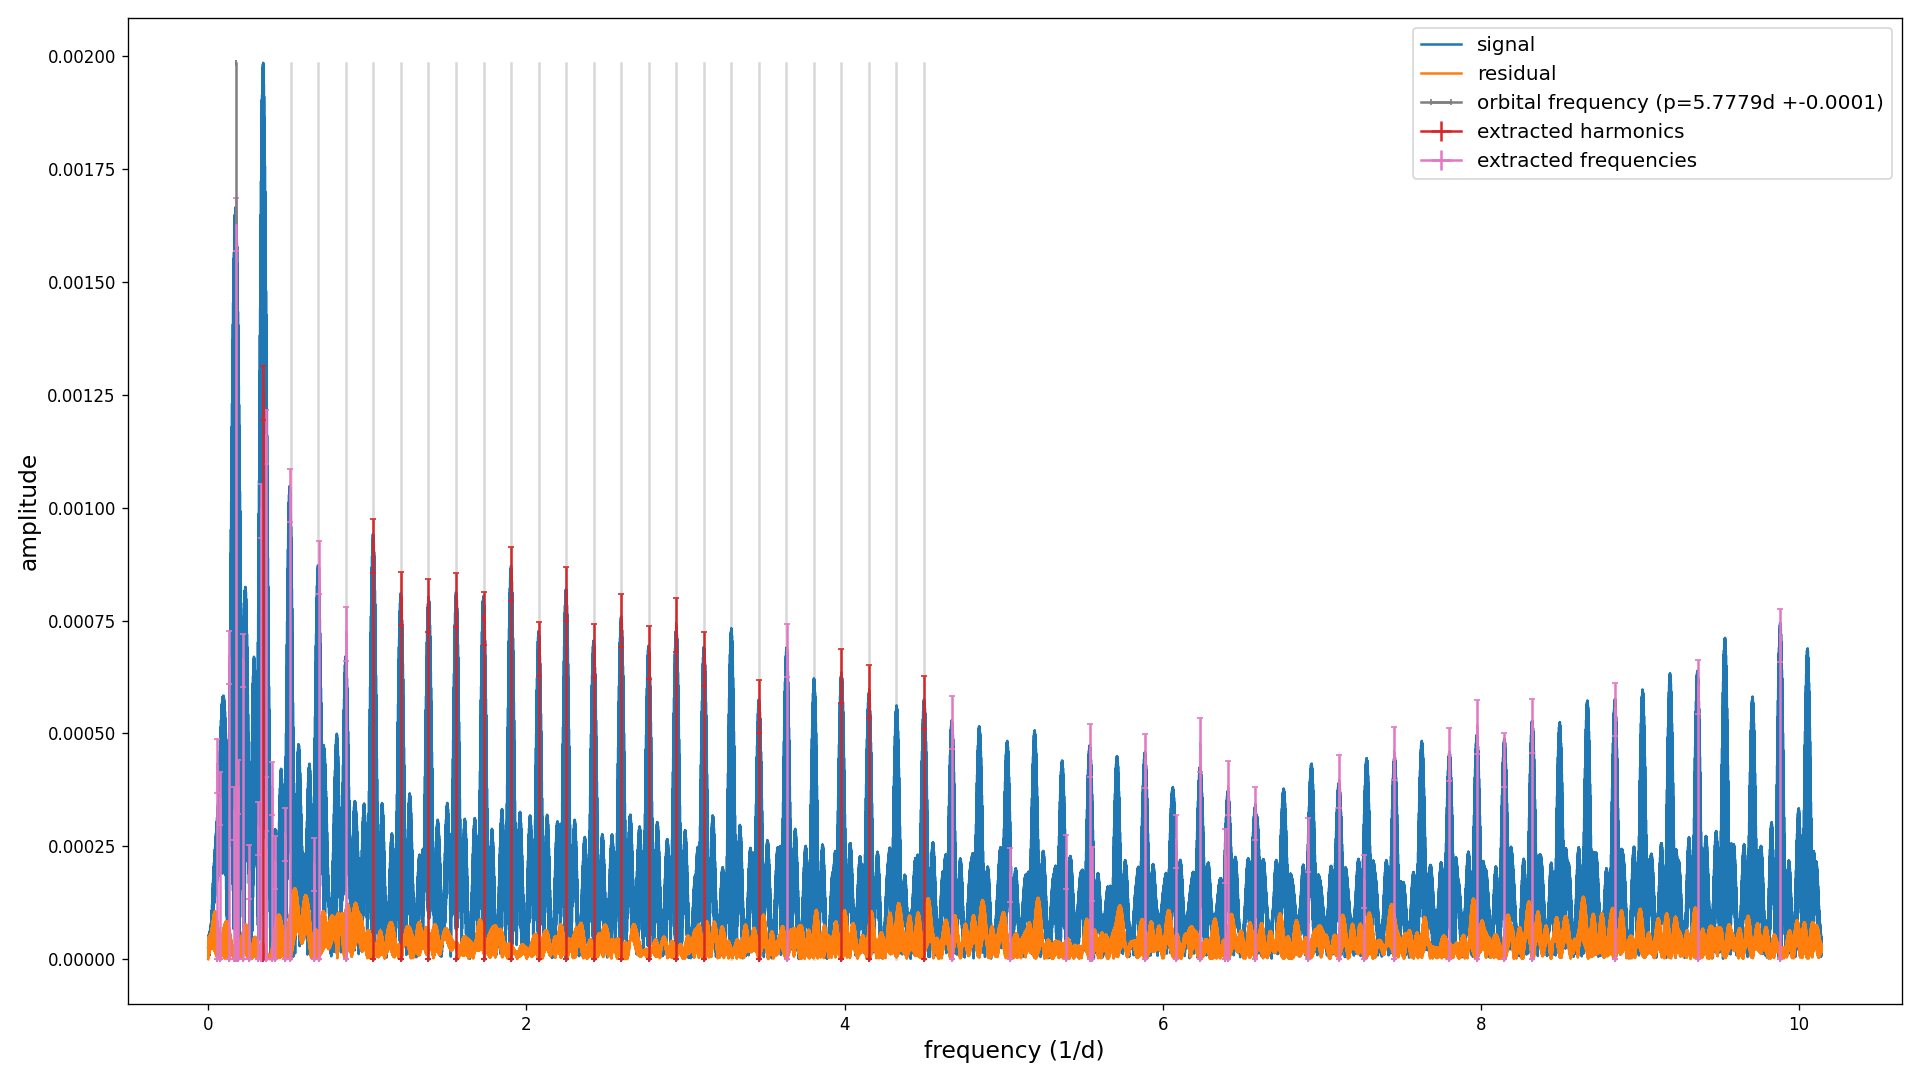 signal
residual
orbital frequency (p=5.7779d +-0.0001)
extracted harmonics
extracted frequencies
amplitude
0.00200
0.00175
0.00150
0.00125
0.00100
0.00075
0.00050
0.00025
0.00000
0 2 4 6 8 10
frequency (1/d)